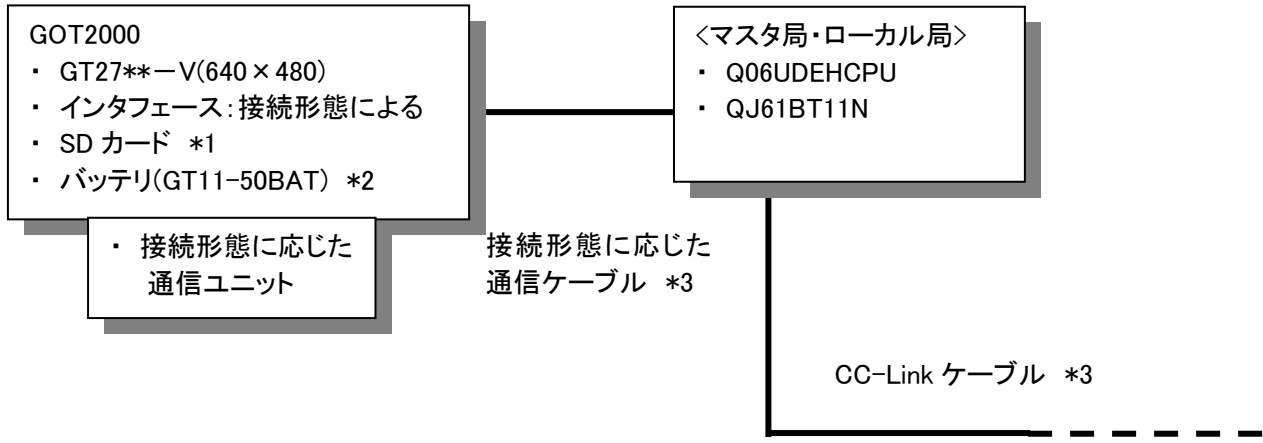 GOT2000
・ GT27**－V(640×480)
・ インタフェース:接続形態による
・ SD カード *1
・ バッテリ(GT11-50BAT) *2
・ 接続形態に応じた
通信ユニット
接続形態に応じた
通信ケーブル *3
<マスタ局・ローカル局>
・ Q06UDEHCPU
・ QJ61BT11N
CC-Link ケーブル *3